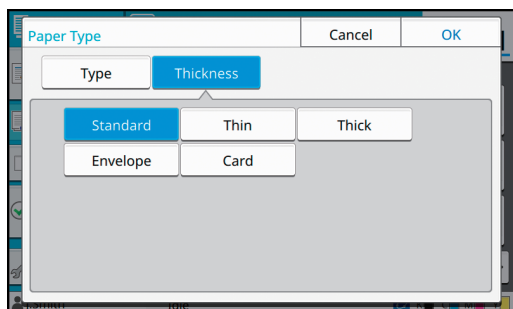 Paper Type Cancel OK
Type Thickness
Standard Thin Thick
Envelope Card